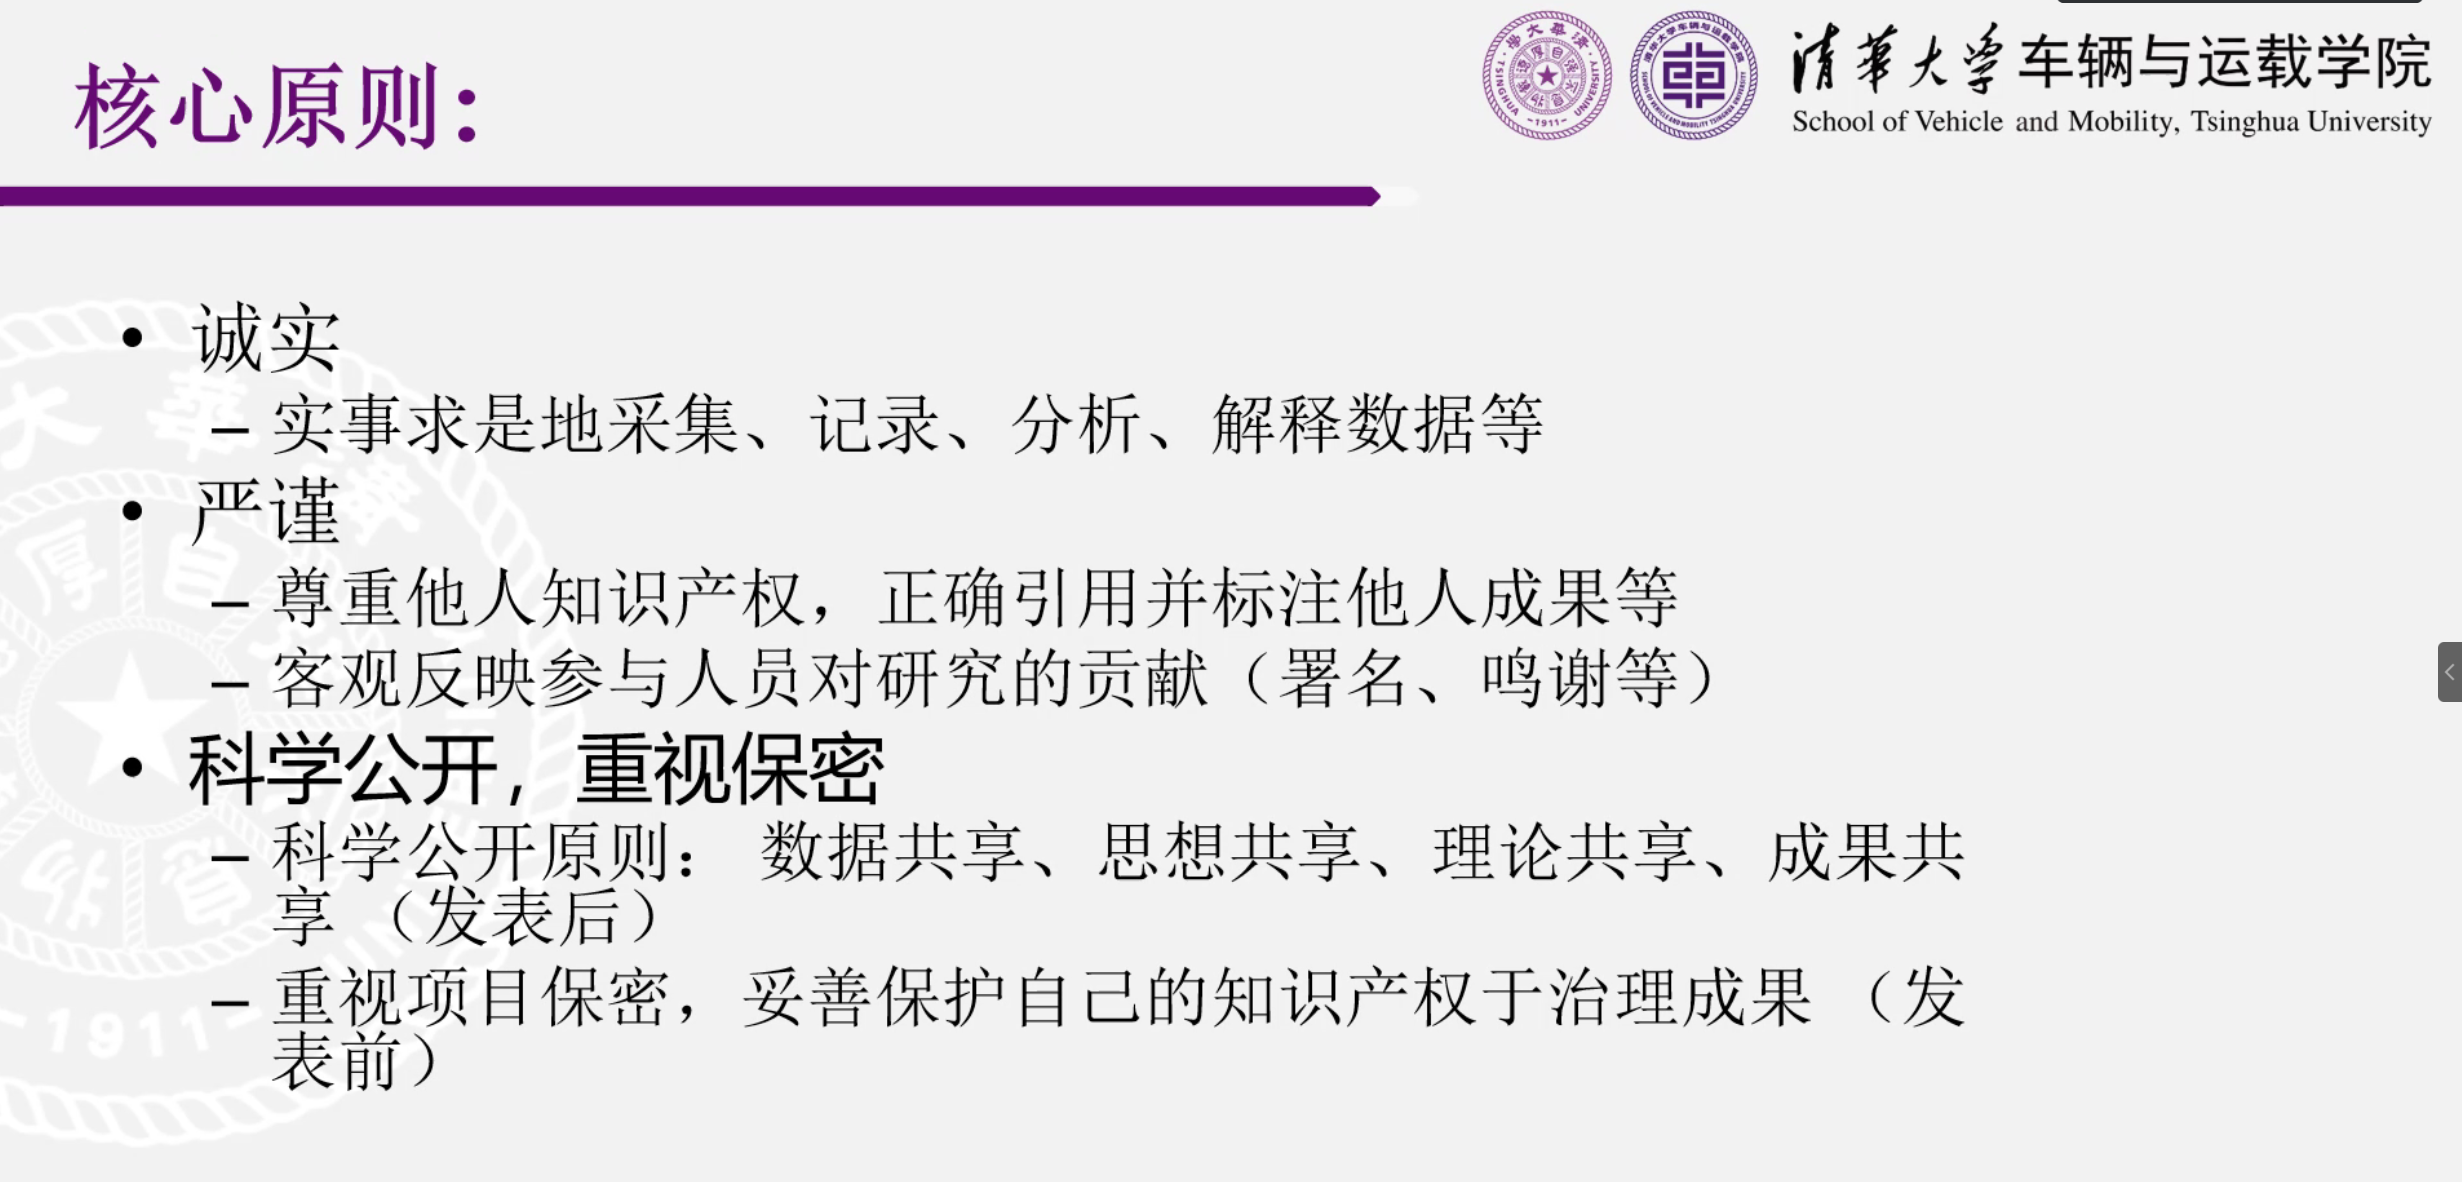 核心原则：
清华大学车辆与运载学院
School of Vehicle and Mobility, Tsinghua University
• 诚实
– 实事求是地采集、记录、分析、解释数据等
• 严谨
– 尊重他人知识产权，正确引用并标注他人成果等
– 客观反映参与人员对研究的贡献（署名、鸣谢等）
• 科学公开，重视保密
– 科学公开原则： 数据共享、思想共享、理论共享、成果共
享 （发表后）
– 重视项目保密，妥善保护自己的知识产权于治理成果 （发
表前）
-1911-